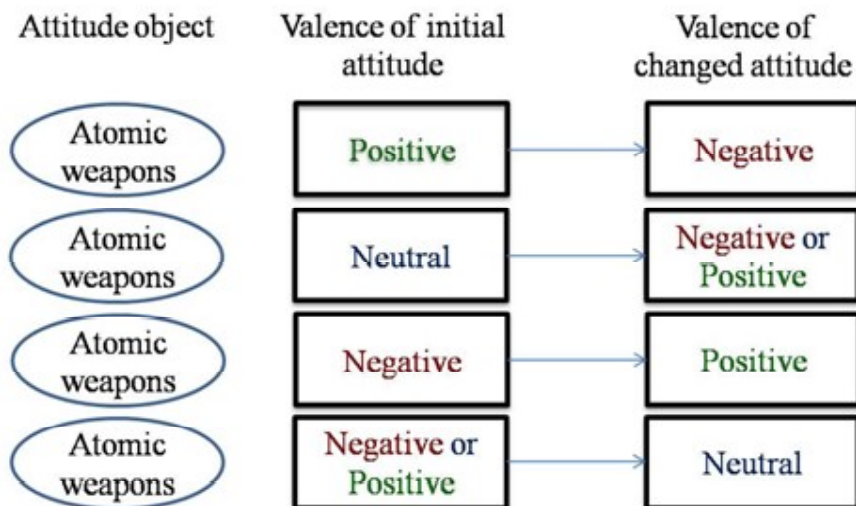 Attitude object
Valence of initial
attitude
Valence of
changed attitude
Atomic
weapons
Positive
Negative
Atomic
weapons
Neutral
Negative or
Positive
Atomic
weapons
Negative
Positive
Atomic
weapons
Negative or
Positive
Neutral